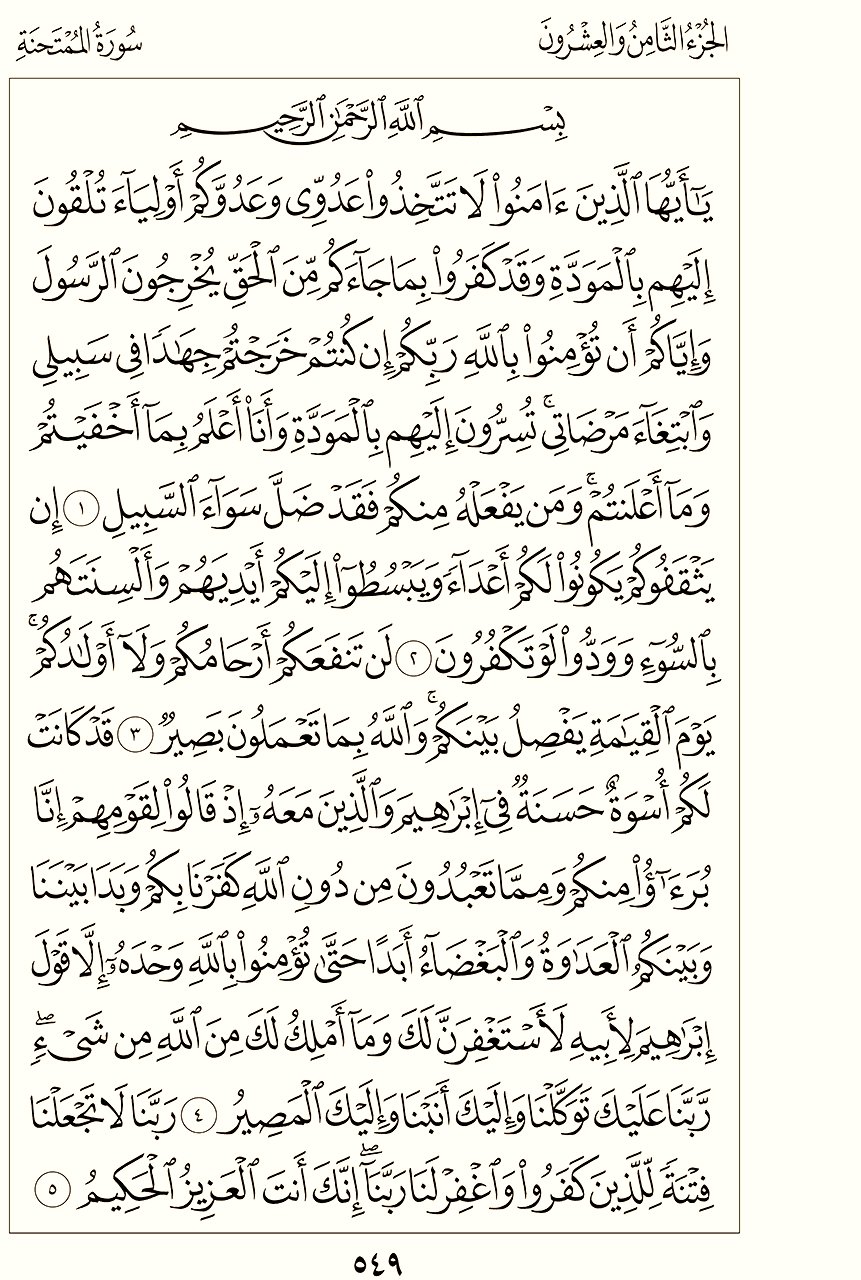 الجُزْءُ الثَّامِنُ وَالعِشْرُونَ
سُورَةُ المُمْتَحنَةِ
بِسْمِ ٱللَّهِ ٱلرَّحْمَٰنِ ٱلرَّحِيمِ
يَٰٓأَيُّهَا ٱلَّذِينَ ءَامَنُوا۟ لَا تَتَّخِذُوا۟ عَدُوِّى وَعَدُوَّكُمْ أَوْلِيَآءَ تُلْقُونَ
إِلَيْهِم بِٱلْمَوَدَّةِ وَقَدْ كَفَرُوا۟ بِمَا جَآءَكُم مِّنَ ٱلْحَقِّ يُخْرِجُونَ ٱلرَّسُولَ
وَإِيَّاكُمْ أَن تُؤْمِنُوا۟ بِٱللَّهِ رَبِّكُمْ إِن كُنتُمْ خَرَجْتُمْ جِهَٰدًا فِى سَبِيلِى
وَٱبْتِغَآءَ مَرْضَاتِى ۚ تُسِرُّونَ إِلَيْهِم بِٱلْمَوَدَّةِ وَأَنَا۠ أَعْلَمُ بِمَآ أَخْفَيْتُمْ
وَمَآ أَعْلَنتُمْ ۚ وَمَن يَفْعَلْهُ مِنكُمْ فَقَدْ ضَلَّ سَوَآءَ ٱلسَّبِيلِ ١ إِن
يَثْقَفُوكُمْ يَكُونُوا۟ لَكُمْ أَعْدَآءً وَيَبْسُطُوٓا۟ إِلَيْكُمْ أَيْدِيَهُمْ وَأَلْسِنَتَهُم
بِٱلسُّوٓءِ وَوَدُّوا۟ لَوْ تَكْفُرُونَ ٢ لَن تَنفَعَكُمْ أَرْحَامُكُمْ وَلَآ أَوْلَٰدُكُمْ ۚ
يَوْمَ ٱلْقِيَٰمَةِ يَفْصِلُ بَيْنَكُمْ ۚ وَٱللَّهُ بِمَا تَعْمَلُونَ بَصِيرٌ ٣ قَدْ كَانَتْ
لَكُمْ أُسْوَةٌ حَسَنَةٌ فِىٓ إِبْرَٰهِيمَ وَٱلَّذِينَ مَعَهُۥٓ إِذْ قَالُوا۟ لِقَوْمِهِمْ إِنَّا
بُرَءَٰٓؤُا۟ مِنكُمْ وَمِمَّا تَعْبُدُونَ مِن دُونِ ٱللَّهِ كَفَرْنَا بِكُمْ وَبَدَا بَيْنَنَا
وَبَيْنَكُمُ ٱلْعَدَٰوَةُ وَٱلْبَغْضَآءُ أَبَدًا حَتَّىٰ تُؤْمِنُوا۟ بِٱللَّهِ وَحْدَهُۥٓ إِلَّا قَوْلَ
إِبْرَٰهِيمَ لِأَبِيهِ لَأَسْتَغْفِرَنَّ لَكَ وَمَآ أَمْلِكُ لَكَ مِنَ ٱللَّهِ مِن شَىْءٍ ۖ
رَّبَّنَا عَلَيْكَ تَوَكَّلْنَا وَإِلَيْكَ أَنَبْنَا وَإِلَيْكَ ٱلْمَصِيرُ ٤ رَبَّنَا لَا تَجْعَلْنَا
فِتْنَةً لِّلَّذِينَ كَفَرُوا۟ وَٱغْفِرْ لَنَا رَبَّنَآ ۖ إِنَّكَ أَنتَ ٱلْعَزِيزُ ٱلْحَكِيمُ ٥
٥٤٩